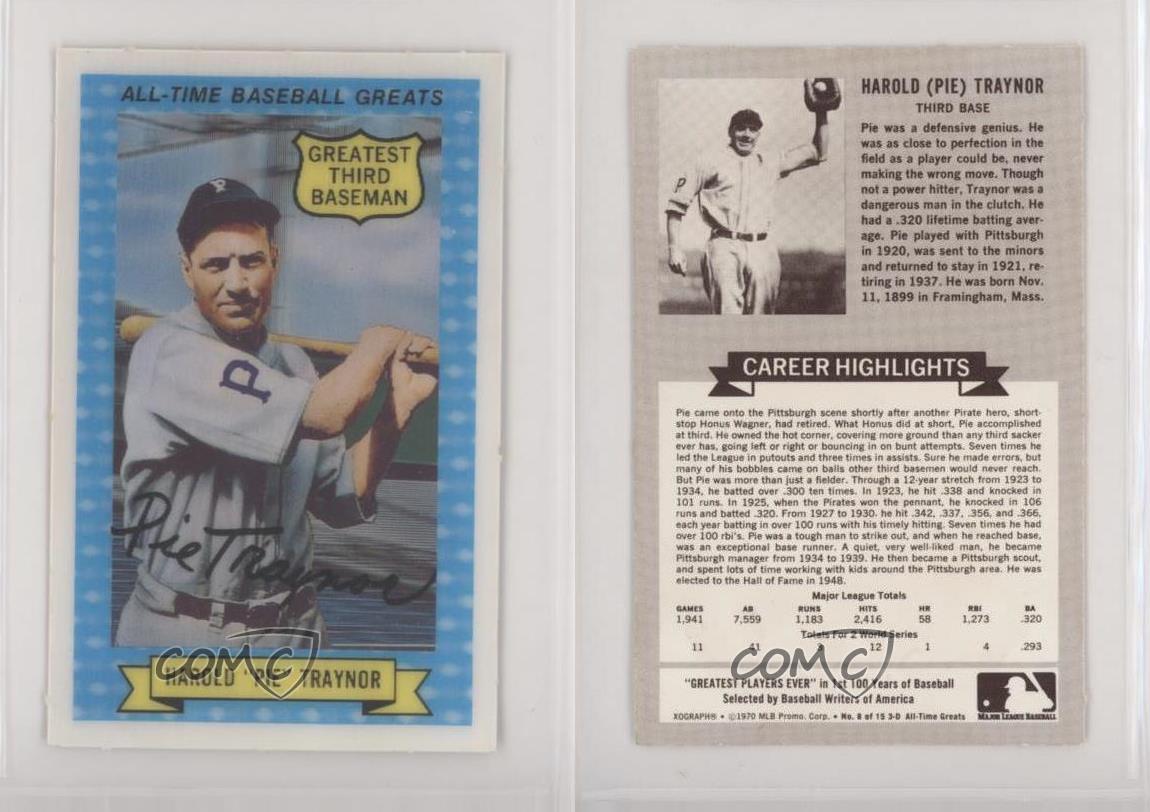 ALL-TIME BASEBALL GREATS
GREATEST
THIRD
BASEMAN
P
P
Pie Traynor
HAROLD "PIE" TRAYNOR
COMC
P
HAROLD (PIE) TRAYNOR
THIRD BASE
Pie was a defensive genius. He
was as close to perfection in the
field as a player could be, never
making the wrong move. Though
not a power hitter, Traynor was a
dangerous man in the clutch. He
had a .320 lifetime batting aver-
age. Pie played with Pittsburgh
in 1920, was sent to the minors
and returned to stay in 1921, re-
tiring in 1937. He was born Nov.
11, 1899 in Framingham, Mass.
CAREER HIGHLIGHTS
Pie came onto the Pittsburgh scene shortly after another Pirate hero, short-
stop Honus Wagner, had retired. What Honus did at short, Pie accomplished
at third. He owned the hot corner, covering more ground than any third sacker
ever has, going left or right or bouncing in on bunt attempts. Seven times he
led the League in putouts and three times in assists. Sure he made errors, but
many of his bobbles came on balls other third basemen would never reach.
But Pie was more than just a fielder. Through a 12-year stretch from 1923 to
1934, he batted over .300 ten times. In 1923, he hit .338 and knocked in
101 runs. In 1925, when the Pirates won the pennant, he knocked in 106
runs and batted .320. From 1927 to 1930, he hit .342, .337, .356, and .366,
each year batting in over 100 runs with his timely hitting. Seven times he had
over 100 rbi's. Pie was a tough man to strike out, and when he reached base,
was an exceptional base runner. A quiet, very well-liked man, he became
Pittsburgh manager from 1934 to 1939. He then became a Pittsburgh scout,
and spent lots of time working with kids around the Pittsburgh area. He was
elected to the Hall of Fame in 1948.
Major League Totals
GAMES AB RUNS HITS HR RBI BA
1,941 7,559 1,183 2,416 58 1,273 .320
Totals For 2 World Series
11 41 3 12 1 4 .293
COMC
"GREATEST PLAYERS EVER" in 1st 100 Years of Baseball
Selected by Baseball Writers of America
XOGRAPH® • ©1970 MLB Promo. Corp. • No. 8 of 15 3-D All-Time Greats
MAJOR LEAGUE BASEBALL